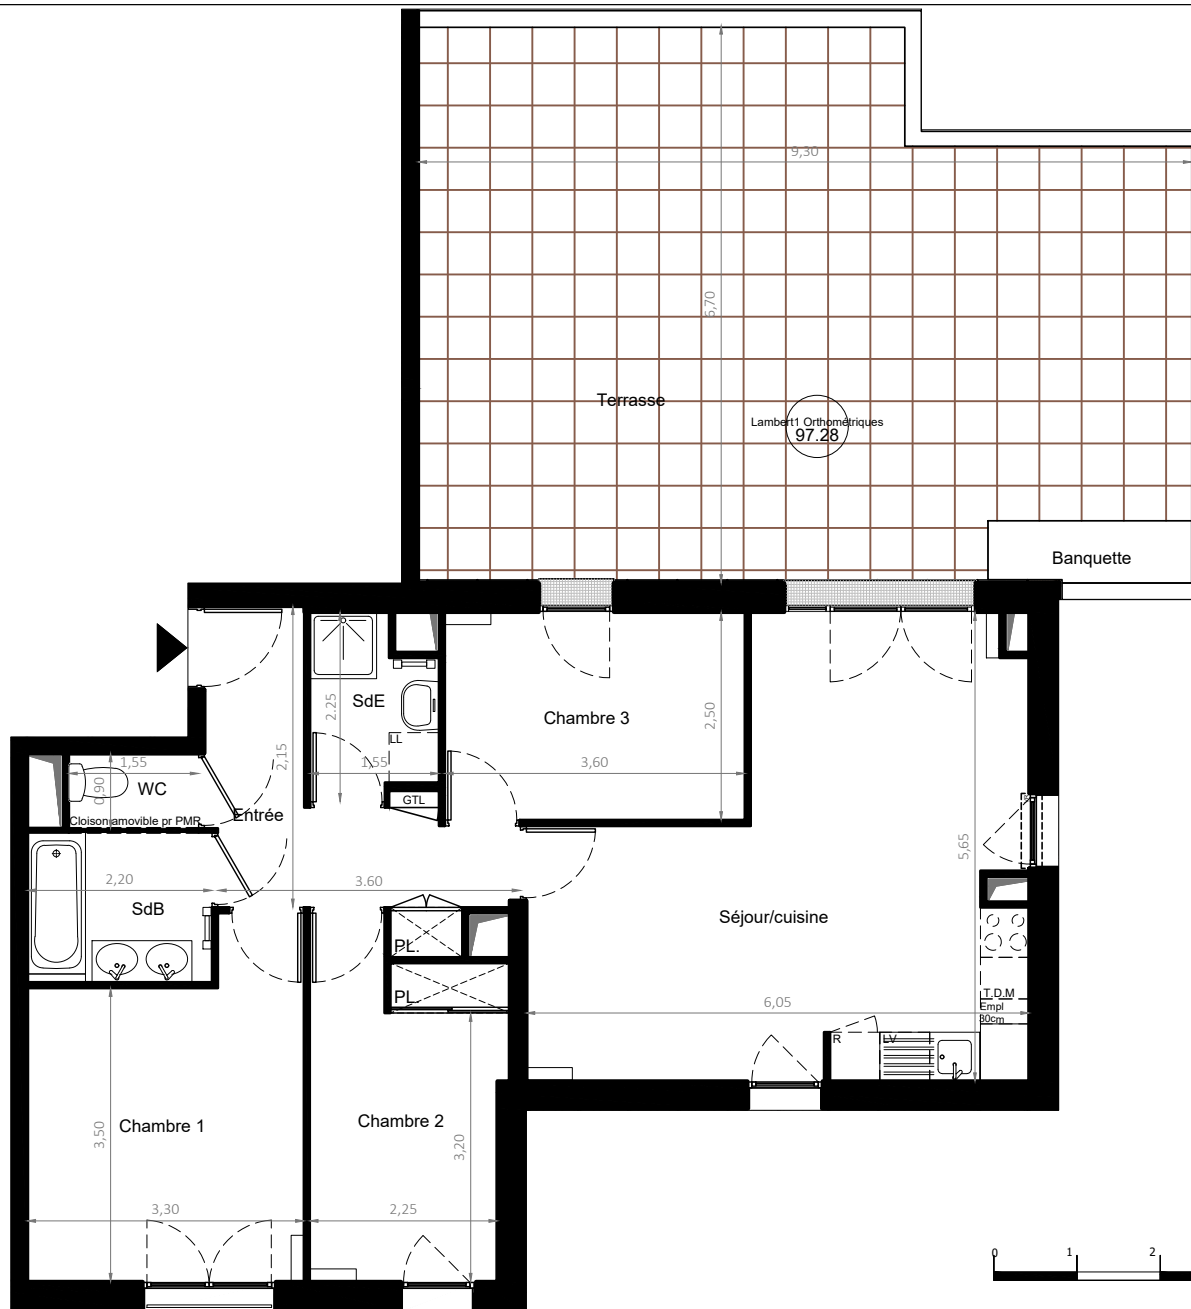 9,30
6,70
Terrasse
Lambert1 Orthométriques
97.28
Banquette
SdE
2.25
LL
1,55
GTL
Chambre 3
2,50
3,60
2,15
1,55
0,90
WC
Cloison amovible pr PMR
Entrée
2,20
3.60
SdB
5,65
Séjour/cuisine
PL.
PL.
6,05
T.D.M
Empl
30cm
R
LV
Chambre 1
3,50
3,30
Chambre 2
3,20
2,25
0
1
2